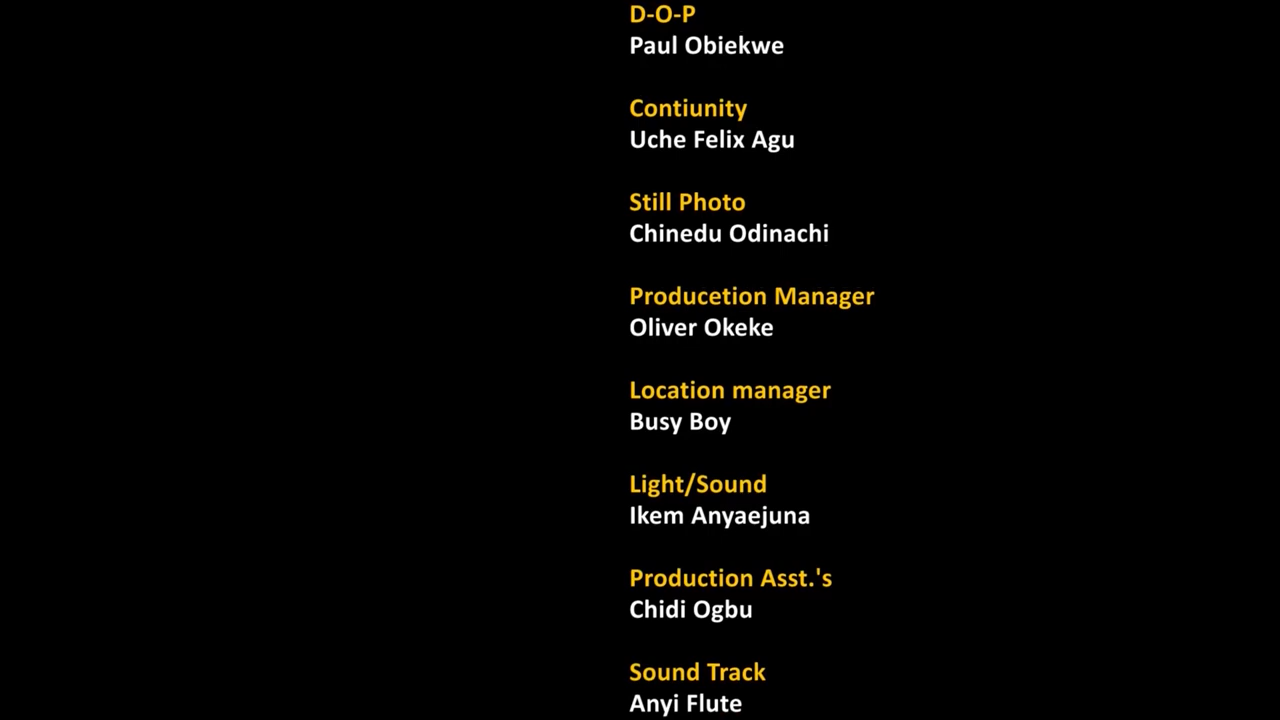 D-O-P
Paul Obiekwe
Contiunity
Uche Felix Agu
Still Photo
Chinedu Odinachi
Producetion Manager
Oliver Okeke
Location manager
Busy Boy
Light/Sound
Ikem Anyaejuna
Production Asst.'s
Chidi Ogbu
Sound Track
Anyi Flute